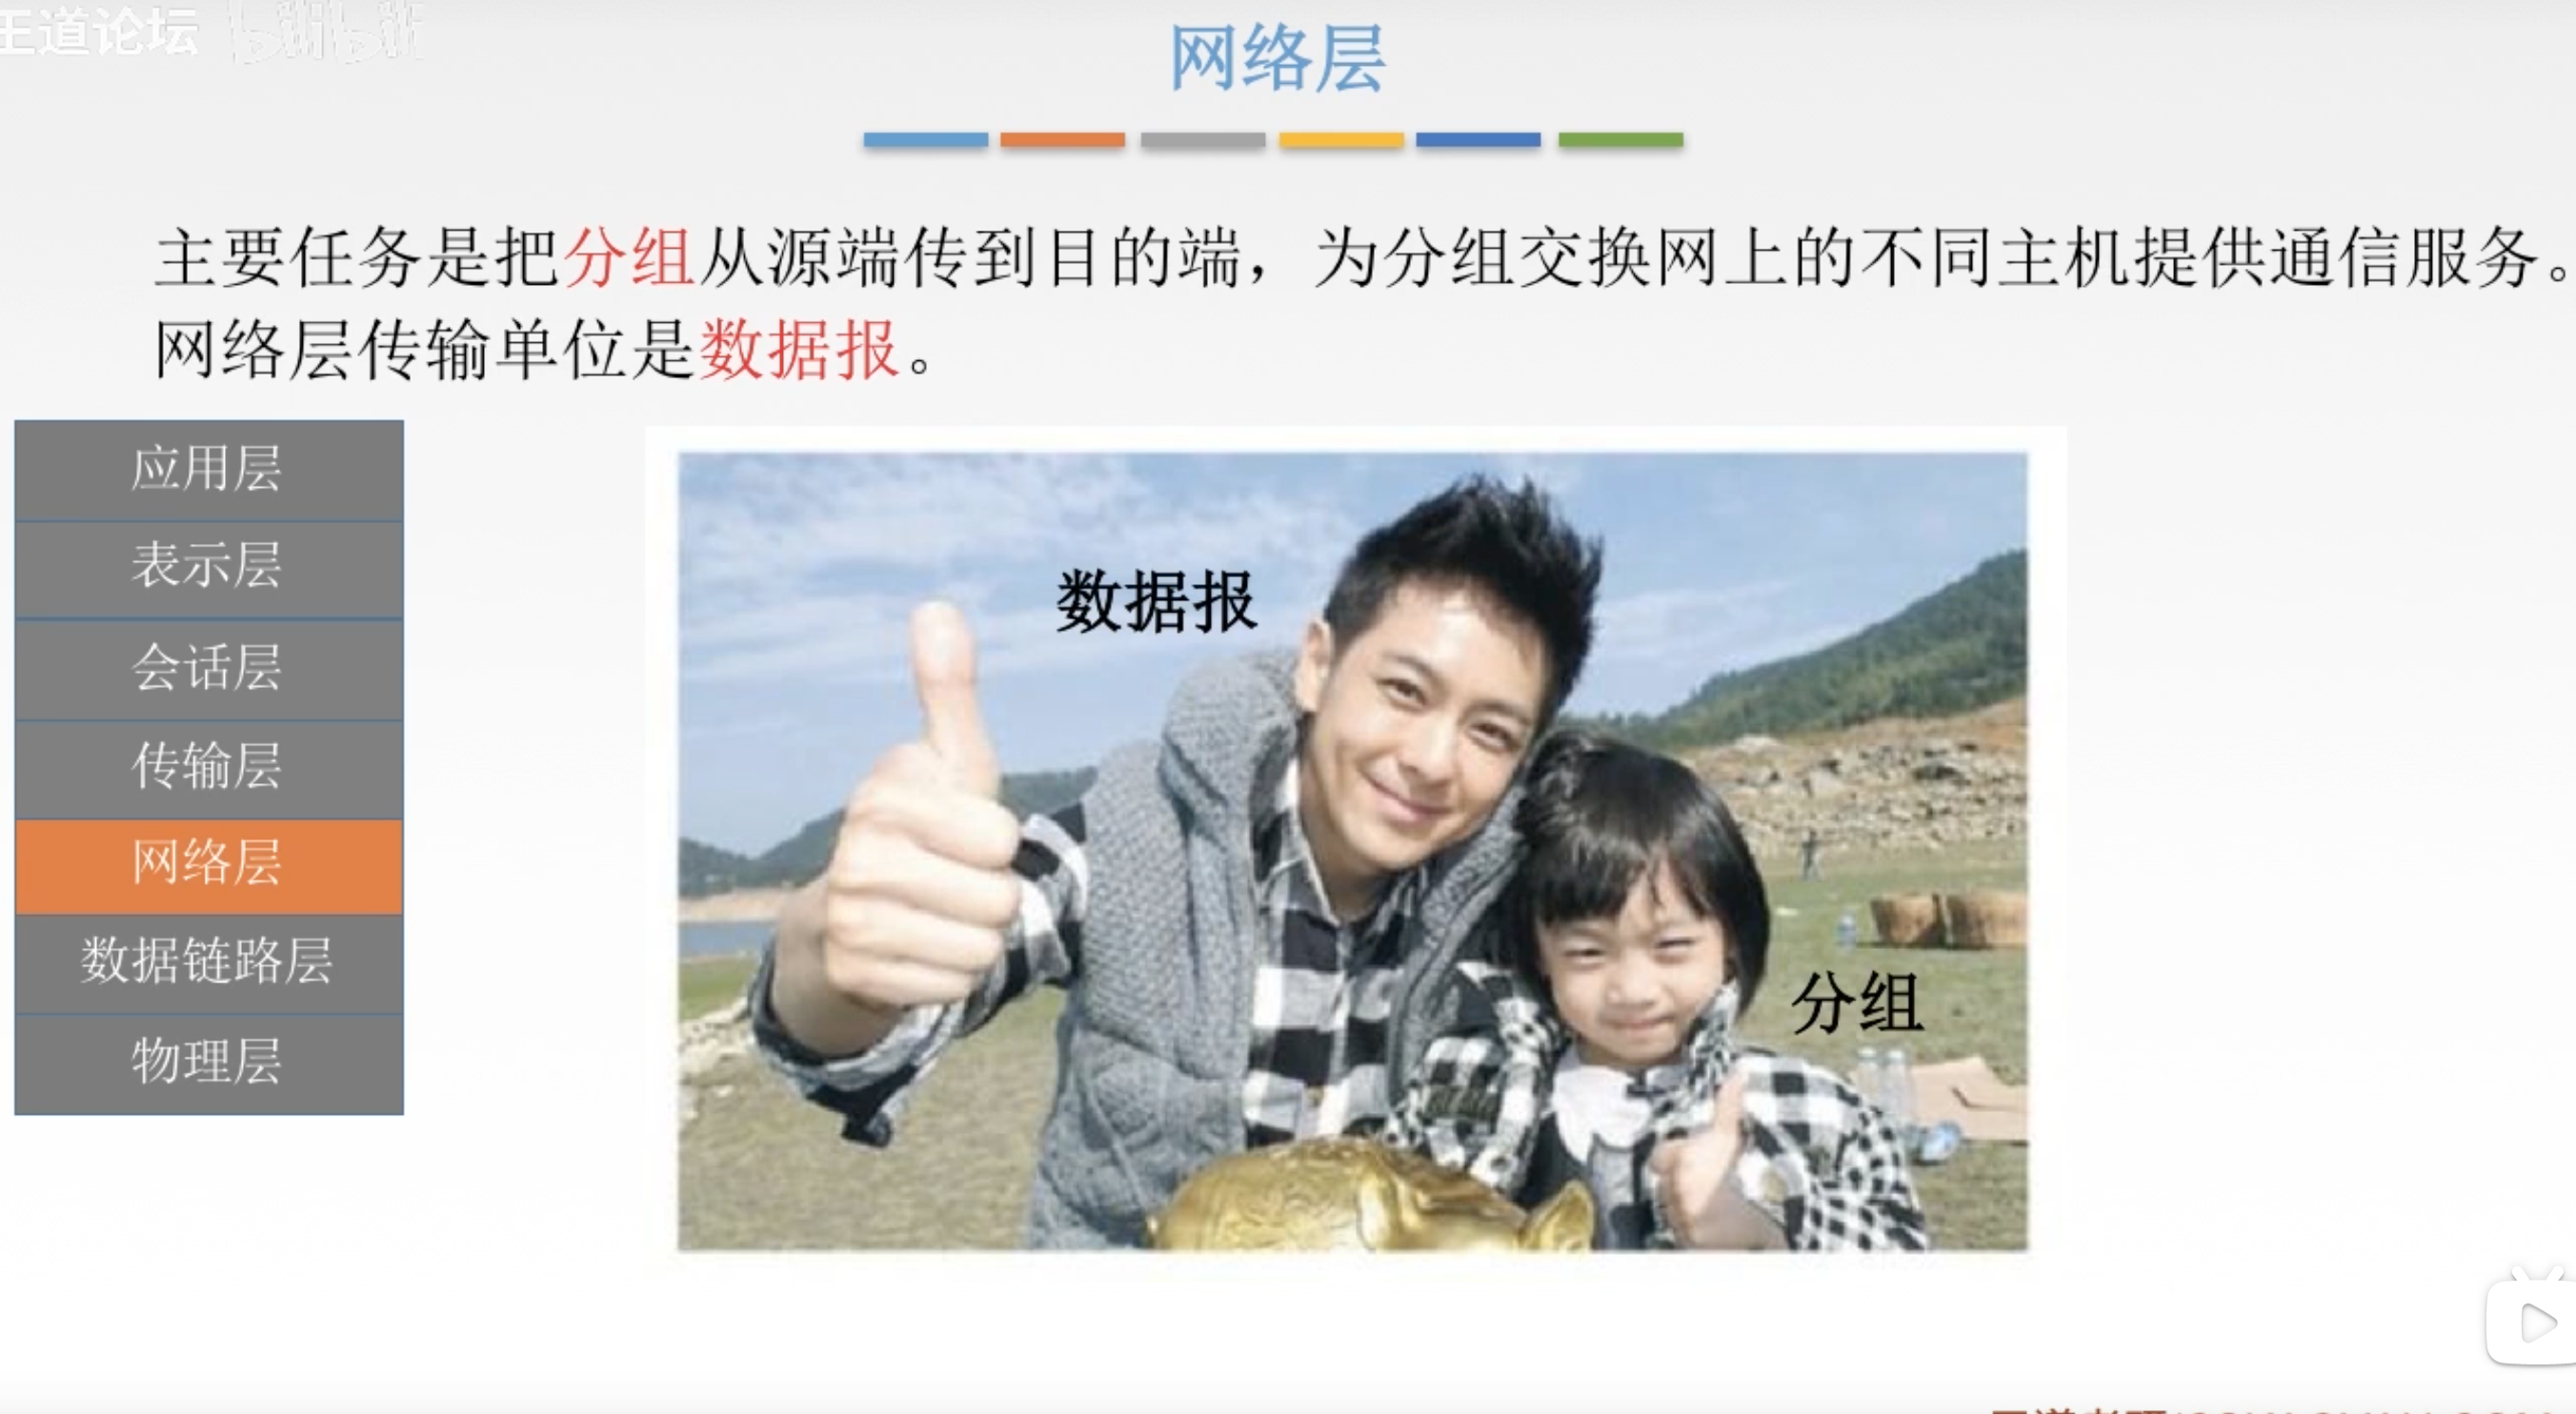 王道论坛 bilibili
网络层
主要任务是把分组从源端传到目的端，为分组交换网上的不同主机提供通信服务。
网络层传输单位是数据报。
应用层
表示层
会话层
传输层
网络层
数据链路层
物理层
数据报
分组